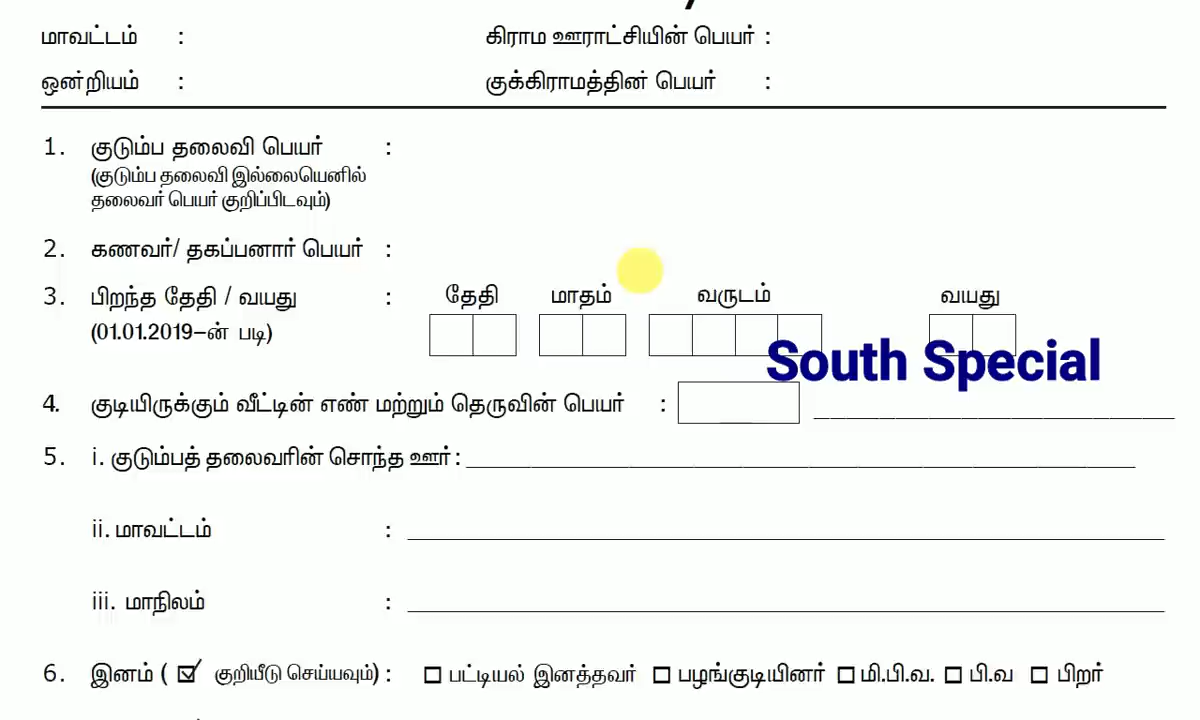 மாவட்டம் : கிராம ஊராட்சியின் பெயர் :
ஒன்றியம் : குக்கிராமத்தின் பெயர் :
1. குடும்ப தலைவி பெயர் :
(குடும்ப தலைவி இல்லையெனில்
தலைவர் பெயர் குறிப்பிடவும்)
2. கணவர்/ தகப்பனார் பெயர் :
3. பிறந்த தேதி / வயது : தேதி மாதம் வருடம் வயது
(01.01.2019–ன் படி)
South Special
4. குடியிருக்கும் வீட்டின் எண் மற்றும் தெருவின் பெயர் :
5. i. குடும்பத் தலைவரின் சொந்த ஊர் :
ii. மாவட்டம் :
iii. மாநிலம் :
6. இனம் ( ☑ குறியீடு செய்யவும்) : ☐ பட்டியல் இனத்தவர் ☐ பழங்குடியினர் ☐ மி.பி.வ. ☐ பி.வ ☐ பிறர்